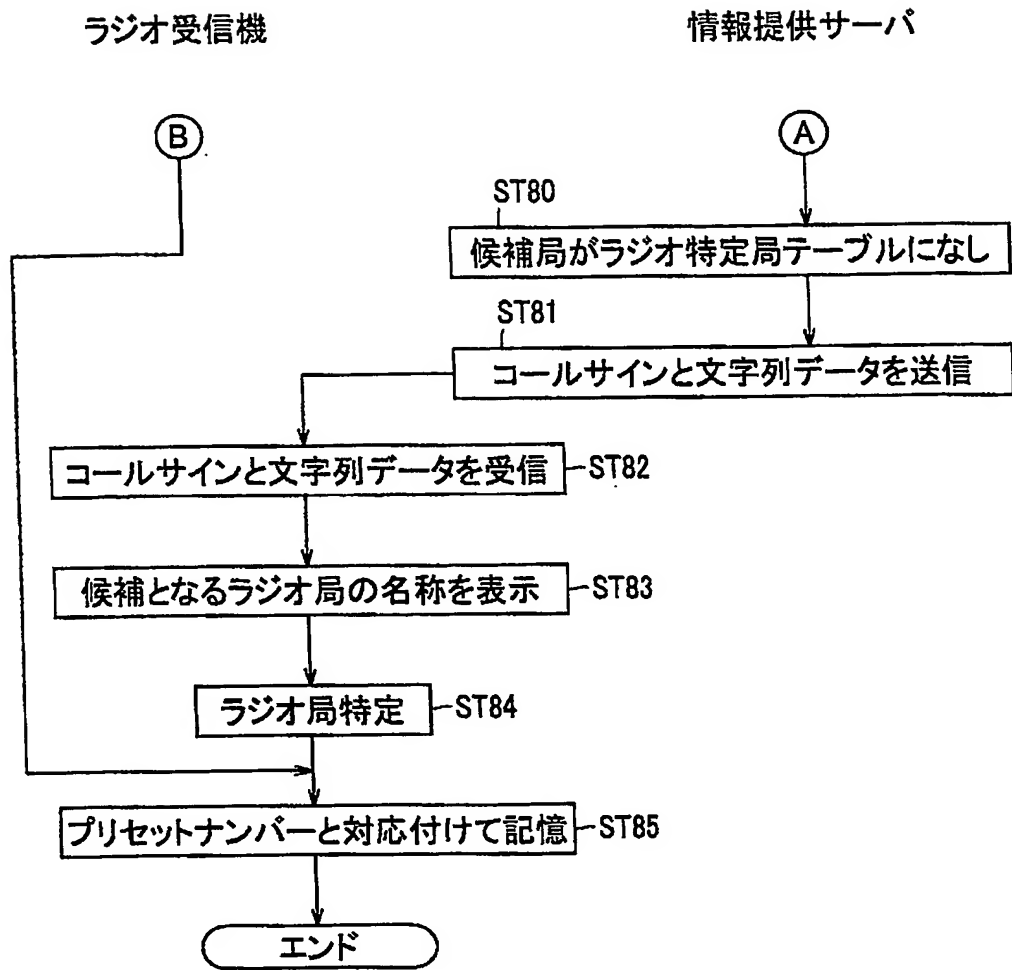 ラジオ受信機
情報提供サーバ
B
A
ST80
候補局がラジオ特定局テーブルになし
ST81
コールサインと文字列データを送信
コールサインと文字列データを受信
ST82
候補となるラジオ局の名称を表示
ST83
ラジオ局特定
ST84
プリセットナンバーと対応付けて記憶
ST85
エンド